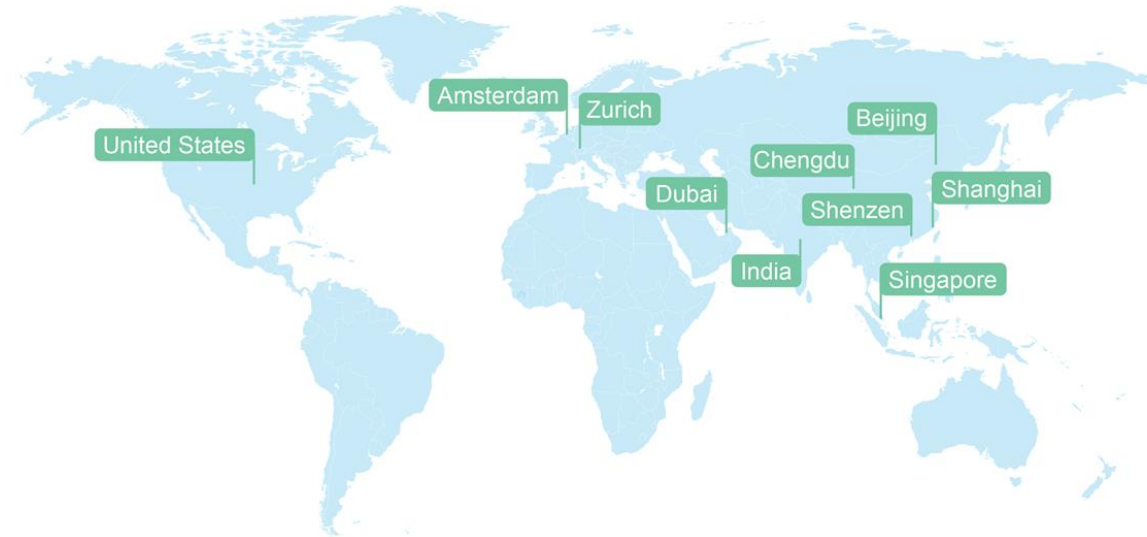 Amsterdam
Zurich
United States
Beijing
Chengdu
Dubai
Shanghai
Shenzen
India
Singapore